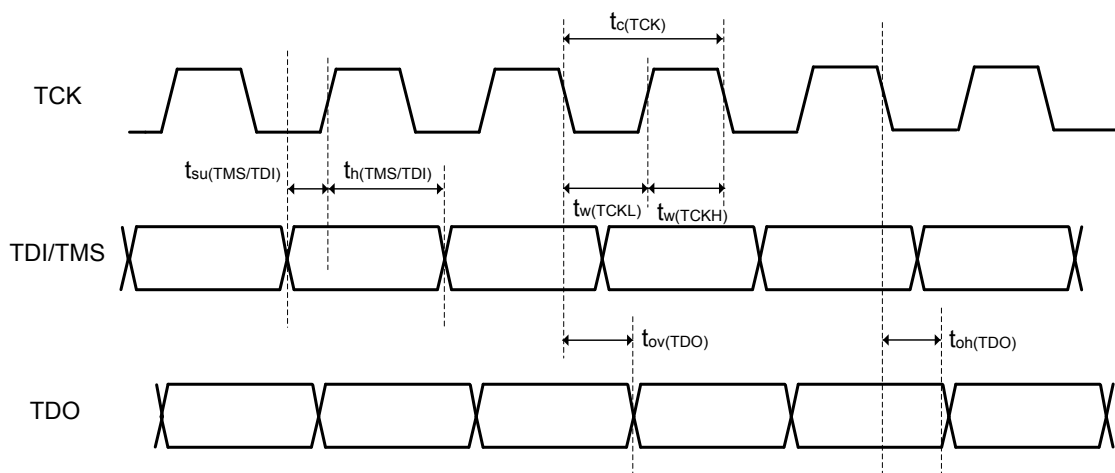 tc(TCK)
TCK
tsu(TMS/TDI)
th(TMS/TDI)
tw(TCKL)
tw(TCKH)
TDI/TMS
tov(TDO)
toh(TDO)
TDO